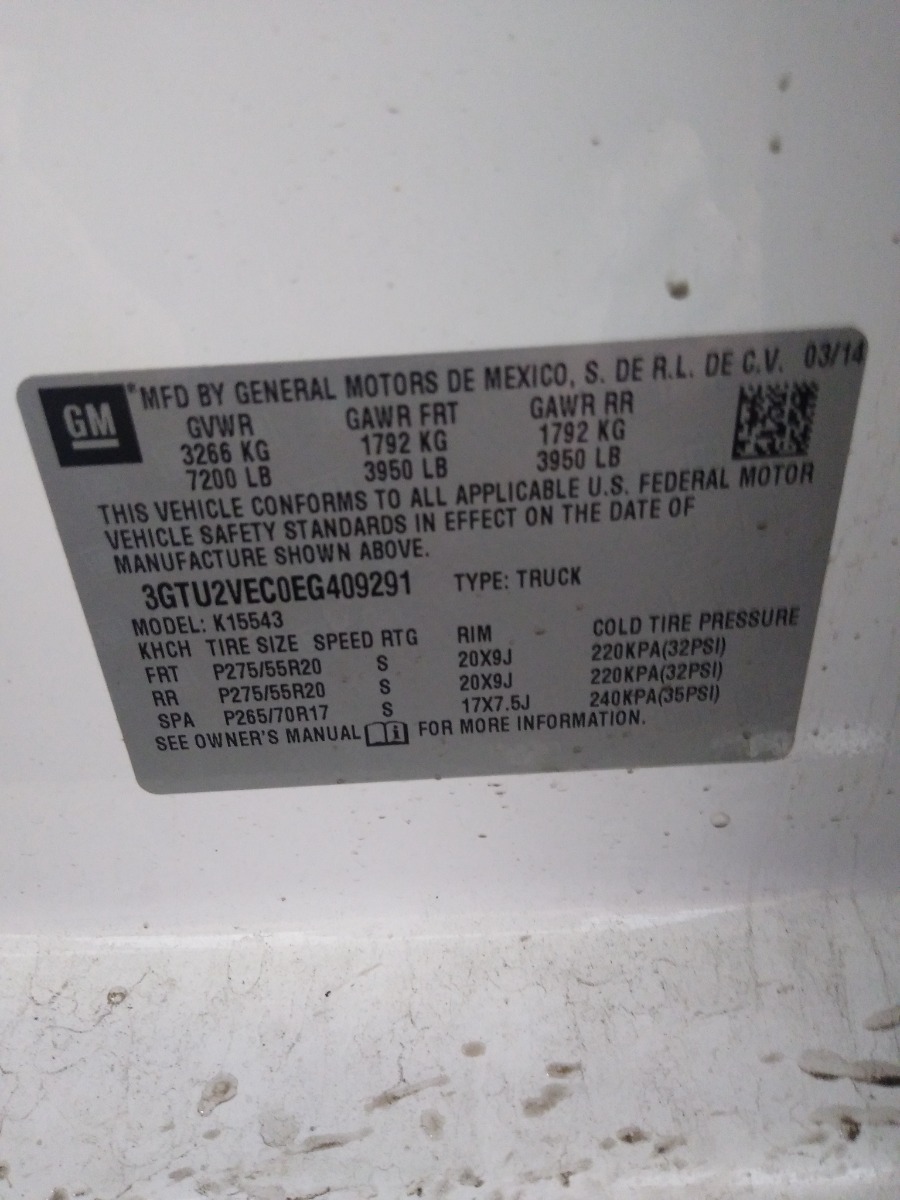 GM
® MFD BY GENERAL MOTORS DE MEXICO, S. DE R.L. DE C.V. 03/14
GVWR GAWR FRT GAWR RR
3266 KG 1792 KG 1792 KG
7200 LB 3950 LB 3950 LB
THIS VEHICLE CONFORMS TO ALL APPLICABLE U.S. FEDERAL MOTOR
VEHICLE SAFETY STANDARDS IN EFFECT ON THE DATE OF
MANUFACTURE SHOWN ABOVE.
3GTU2VEC0EG409291 TYPE: TRUCK
MODEL: K15543
KHCH TIRE SIZE SPEED RTG RIM COLD TIRE PRESSURE
FRT P275/55R20 S 20X9J 220KPA(32PSI)
RR P275/55R20 S 20X9J 220KPA(32PSI)
SPA P265/70R17 S 17X7.5J 240KPA(35PSI)
SEE OWNER'S MANUAL i FOR MORE INFORMATION.